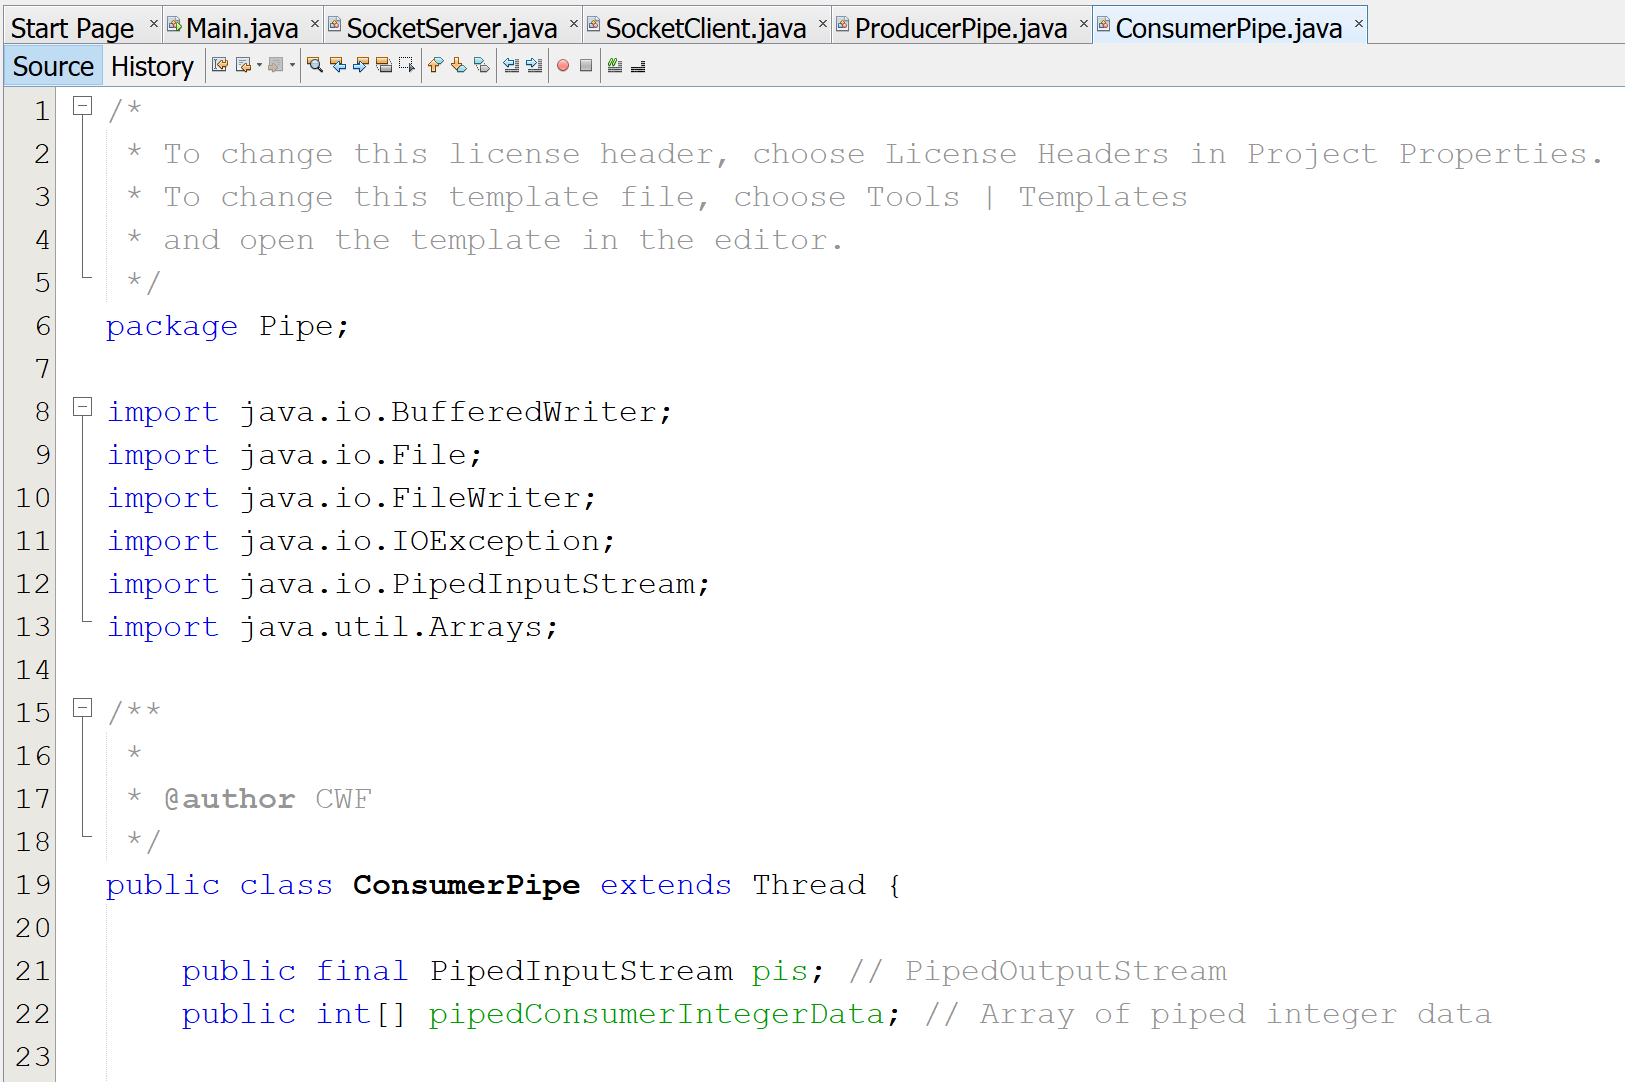 Start Page × Main.java × SocketServer.java × SocketClient.java × ProducerPipe.java × ConsumerPipe.java ×
Source History
1 /*
2 * To change this license header, choose License Headers in Project Properties.
3 * To change this template file, choose Tools | Templates
4 * and open the template in the editor.
5 */
6 package Pipe;
7
8 import java.io.BufferedWriter;
9 import java.io.File;
10 import java.io.FileWriter;
11 import java.io.IOException;
12 import java.io.PipedInputStream;
13 import java.util.Arrays;
14
15 /**
16 *
17 * @author CWF
18 */
19 public class ConsumerPipe extends Thread {
20
21 public final PipedInputStream pis; // PipedOutputStream
22 public int[] pipedConsumerIntegerData; // Array of piped integer data
23